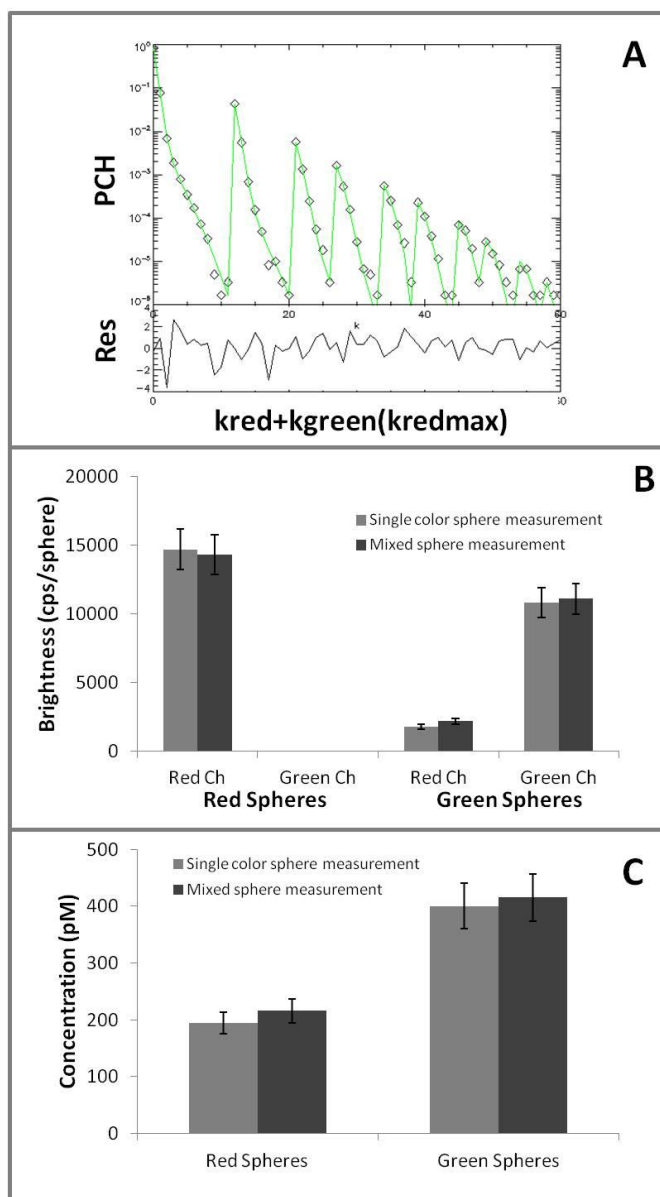 A
PCH
10⁰
10⁻¹
10⁻²
10⁻³
10⁻⁴
10⁻⁵
10⁻⁶
0 20 40 60
k
Res
4
2
0
−2
−4
0 20 40
kred+kgreen(kredmax)
B
Brightness (cps/sphere)
20000
15000
10000
5000
0
Single color sphere measurement
Mixed sphere measurement
Red Ch Green Ch Red Ch Green Ch
Red Spheres Green Spheres
C
Concentration (pM)
500
400
300
200
100
0
Single color sphere measurement
Mixed sphere measurement
Red Spheres Green Spheres